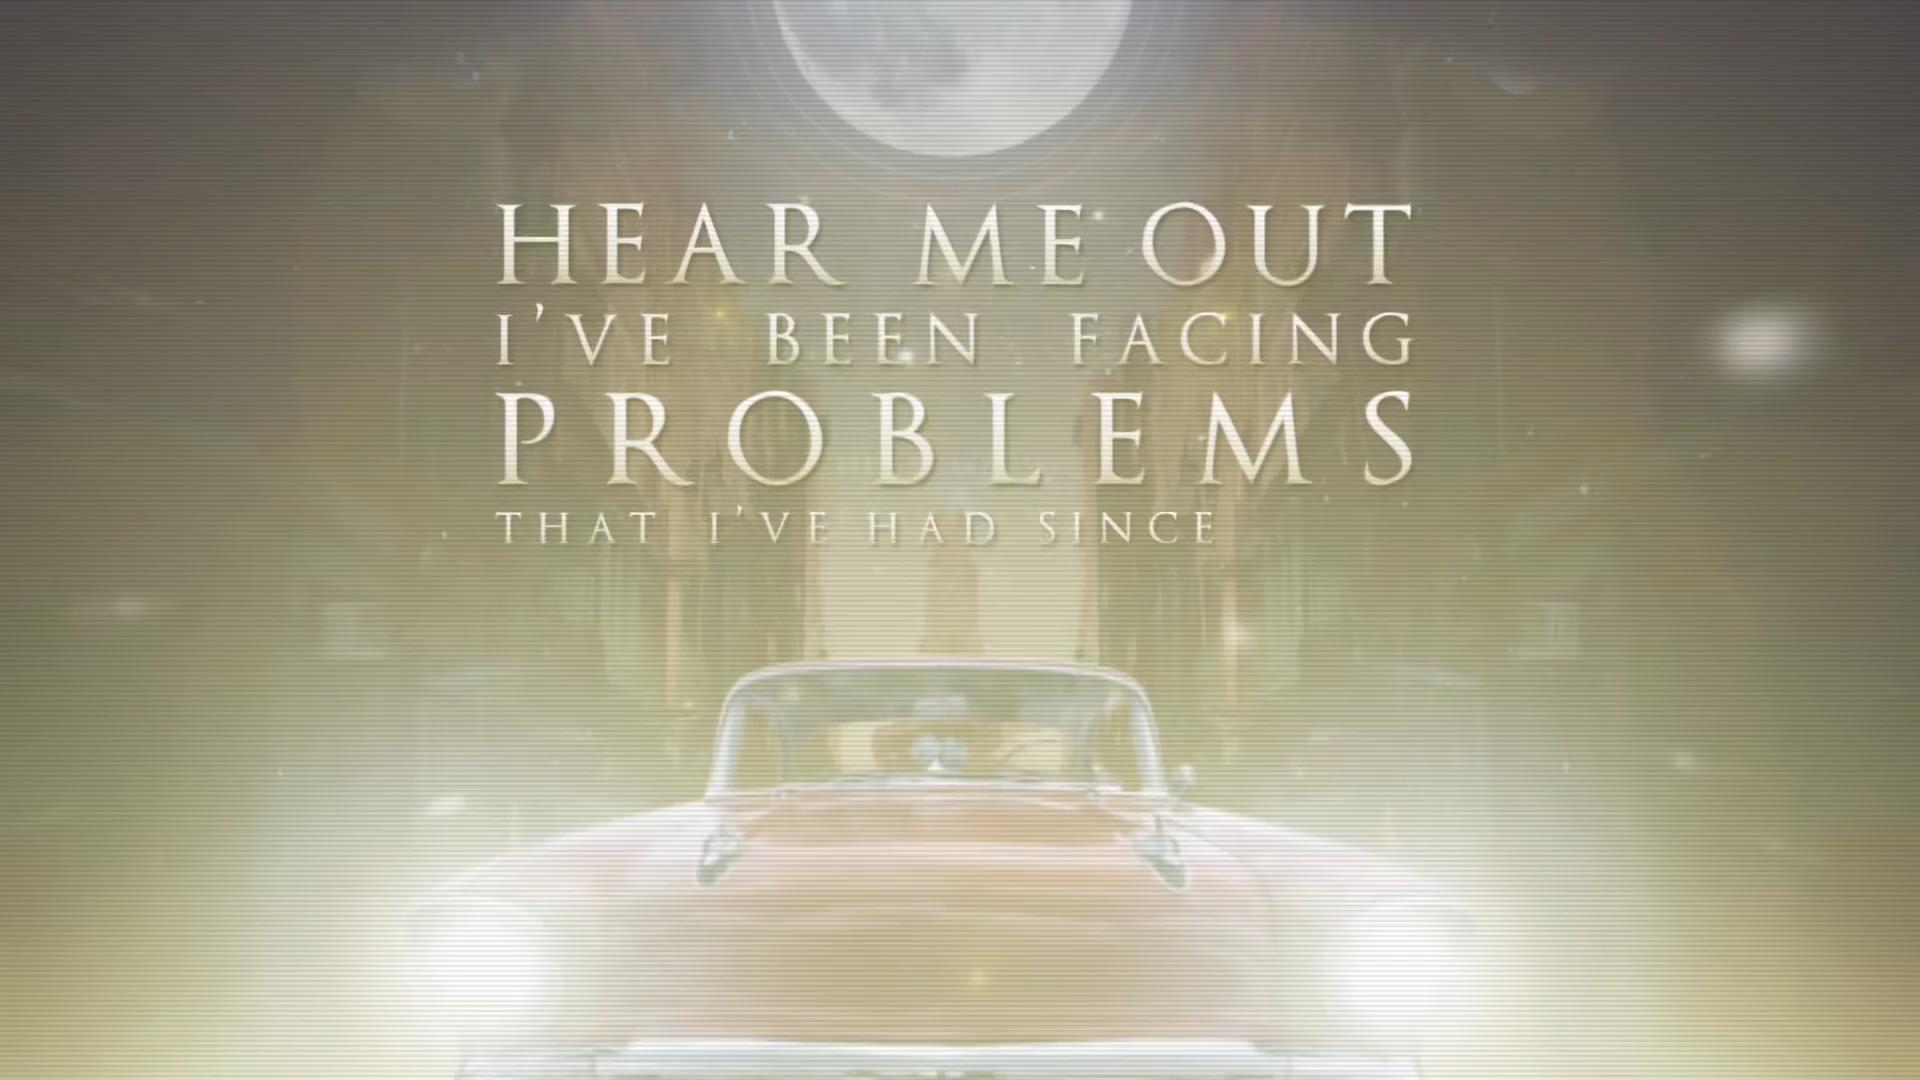 HEAR ME OUT
I'VE BEEN FACING
PROBLEMS
THAT I'VE HAD SINCE